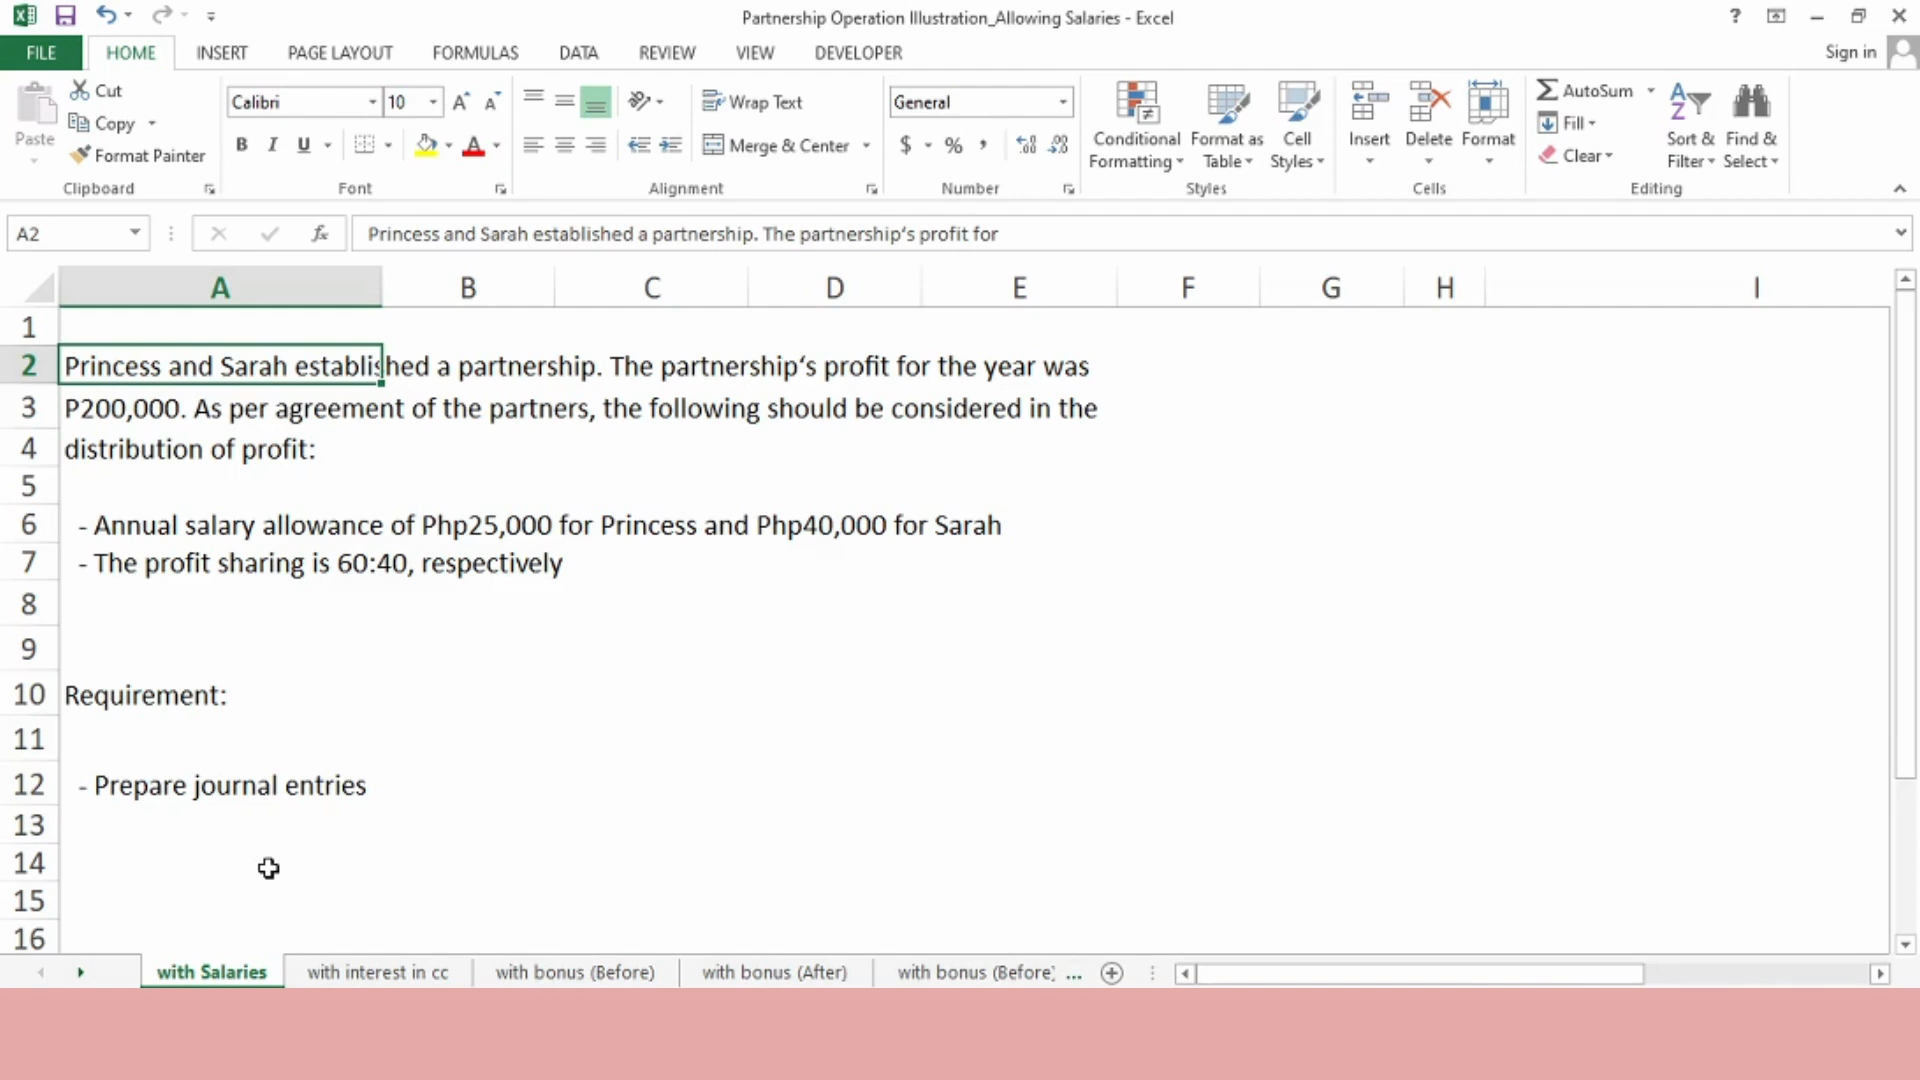 Partnership Operation Illustration_Allowing Salaries - Excel
?
FILE HOME INSERT PAGE LAYOUT FORMULAS DATA REVIEW VIEW DEVELOPER Sign in
Paste
Cut
Copy
Format Painter
Clipboard
Calibri 10
B I U
Font
Wrap Text
Merge & Center
Alignment
General
$ % ,
Number
Conditional
Formatting
Format as
Table
Cell
Styles
Styles
Insert
Delete
Format
Cells
AutoSum
Fill
Clear
Sort &
Filter
Find &
Select
Editing
A2 fx Princess and Sarah established a partnership. The partnership‘s profit for
A B C D E F G H I
1
2 Princess and Sarah established a partnership. The partnership‘s profit for the year was
3 P200,000. As per agreement of the partners, the following should be considered in the
4 distribution of profit:
5
6 - Annual salary allowance of Php25,000 for Princess and Php40,000 for Sarah
7 - The profit sharing is 60:40, respectively
8
9
10 Requirement:
11
12 - Prepare journal entries
13
14
15
16
with Salaries with interest in cc with bonus (Before) with bonus (After) with bonus (Before) ...